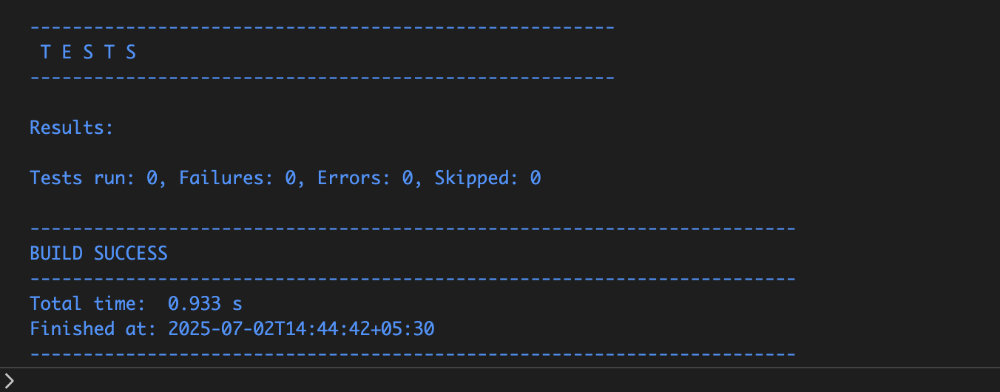 -------------------------------------------------------
T E S T S
-------------------------------------------------------
Results:
Tests run: 0, Failures: 0, Errors: 0, Skipped: 0
------------------------------------------------------------------------
BUILD SUCCESS
------------------------------------------------------------------------
Total time:  0.933 s
Finished at: 2025-07-02T14:44:42+05:30
------------------------------------------------------------------------
>